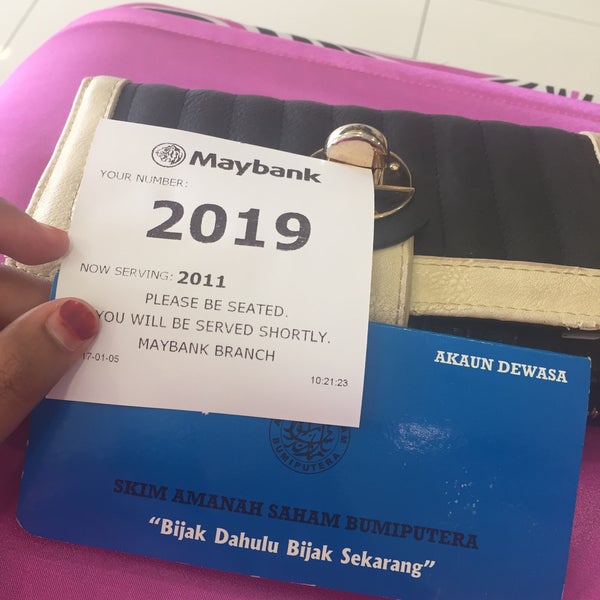 Maybank
YOUR NUMBER:
2019
NOW SERVING: 2011
PLEASE BE SEATED.
YOU WILL BE SERVED SHORTLY.
MAYBANK BRANCH
17-01-05
10:21:23
AKAUN DEWASA
BUMIPUTERA
SKIM AMANAH SAHAM BUMIPUTERA
"Bijak Dahulu Bijak Sekarang"